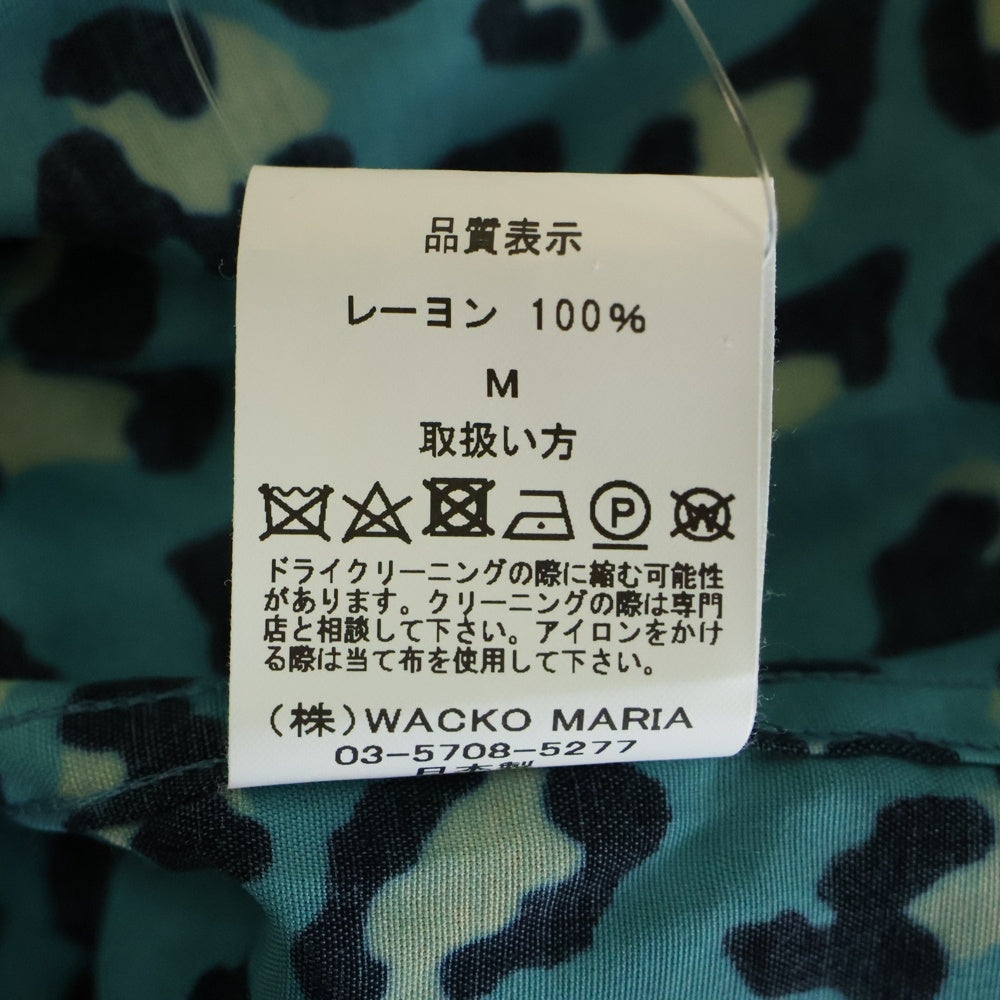 品質表示
レーヨン 100%
M
取扱い方
P W
ドライクリーニングの際に縮む可能性
があります。クリーニングの際は専門
店と相談して下さい。アイロンをかけ
る際は当て布を使用して下さい。
(株)WACKO MARIA
03-5708-5277
日本製